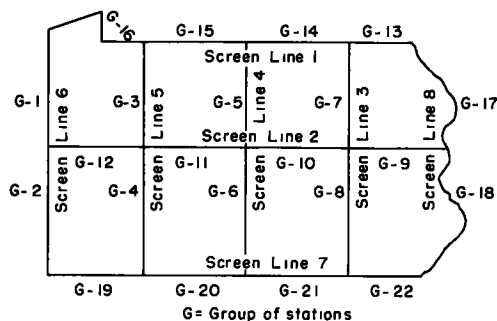 G-16
G-15 G-14 G-13
Screen Line 1
G-1 Screen Line 6 G-3 Screen Line 5 G-5 Screen Line 4 G-7 Screen Line 3 Screen Line 8 G-17
Screen Line 2
G-12 G-11 G-10 G-9
G-2 G-4 G-6 G-8 G-18
Screen Line 7
G-19 G-20 G-21 G-22
G= Group of stations